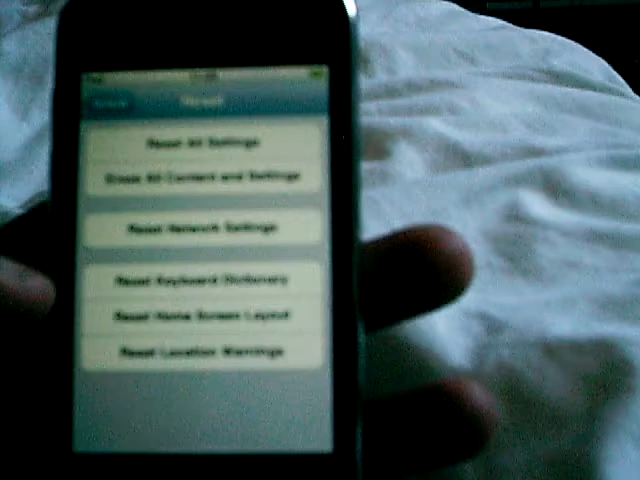 Reset
Reset All Settings
Erase All Content and Settings
Reset Network Settings
Reset Keyboard Dictionary
Reset Home Screen Layout
Reset Location Warnings